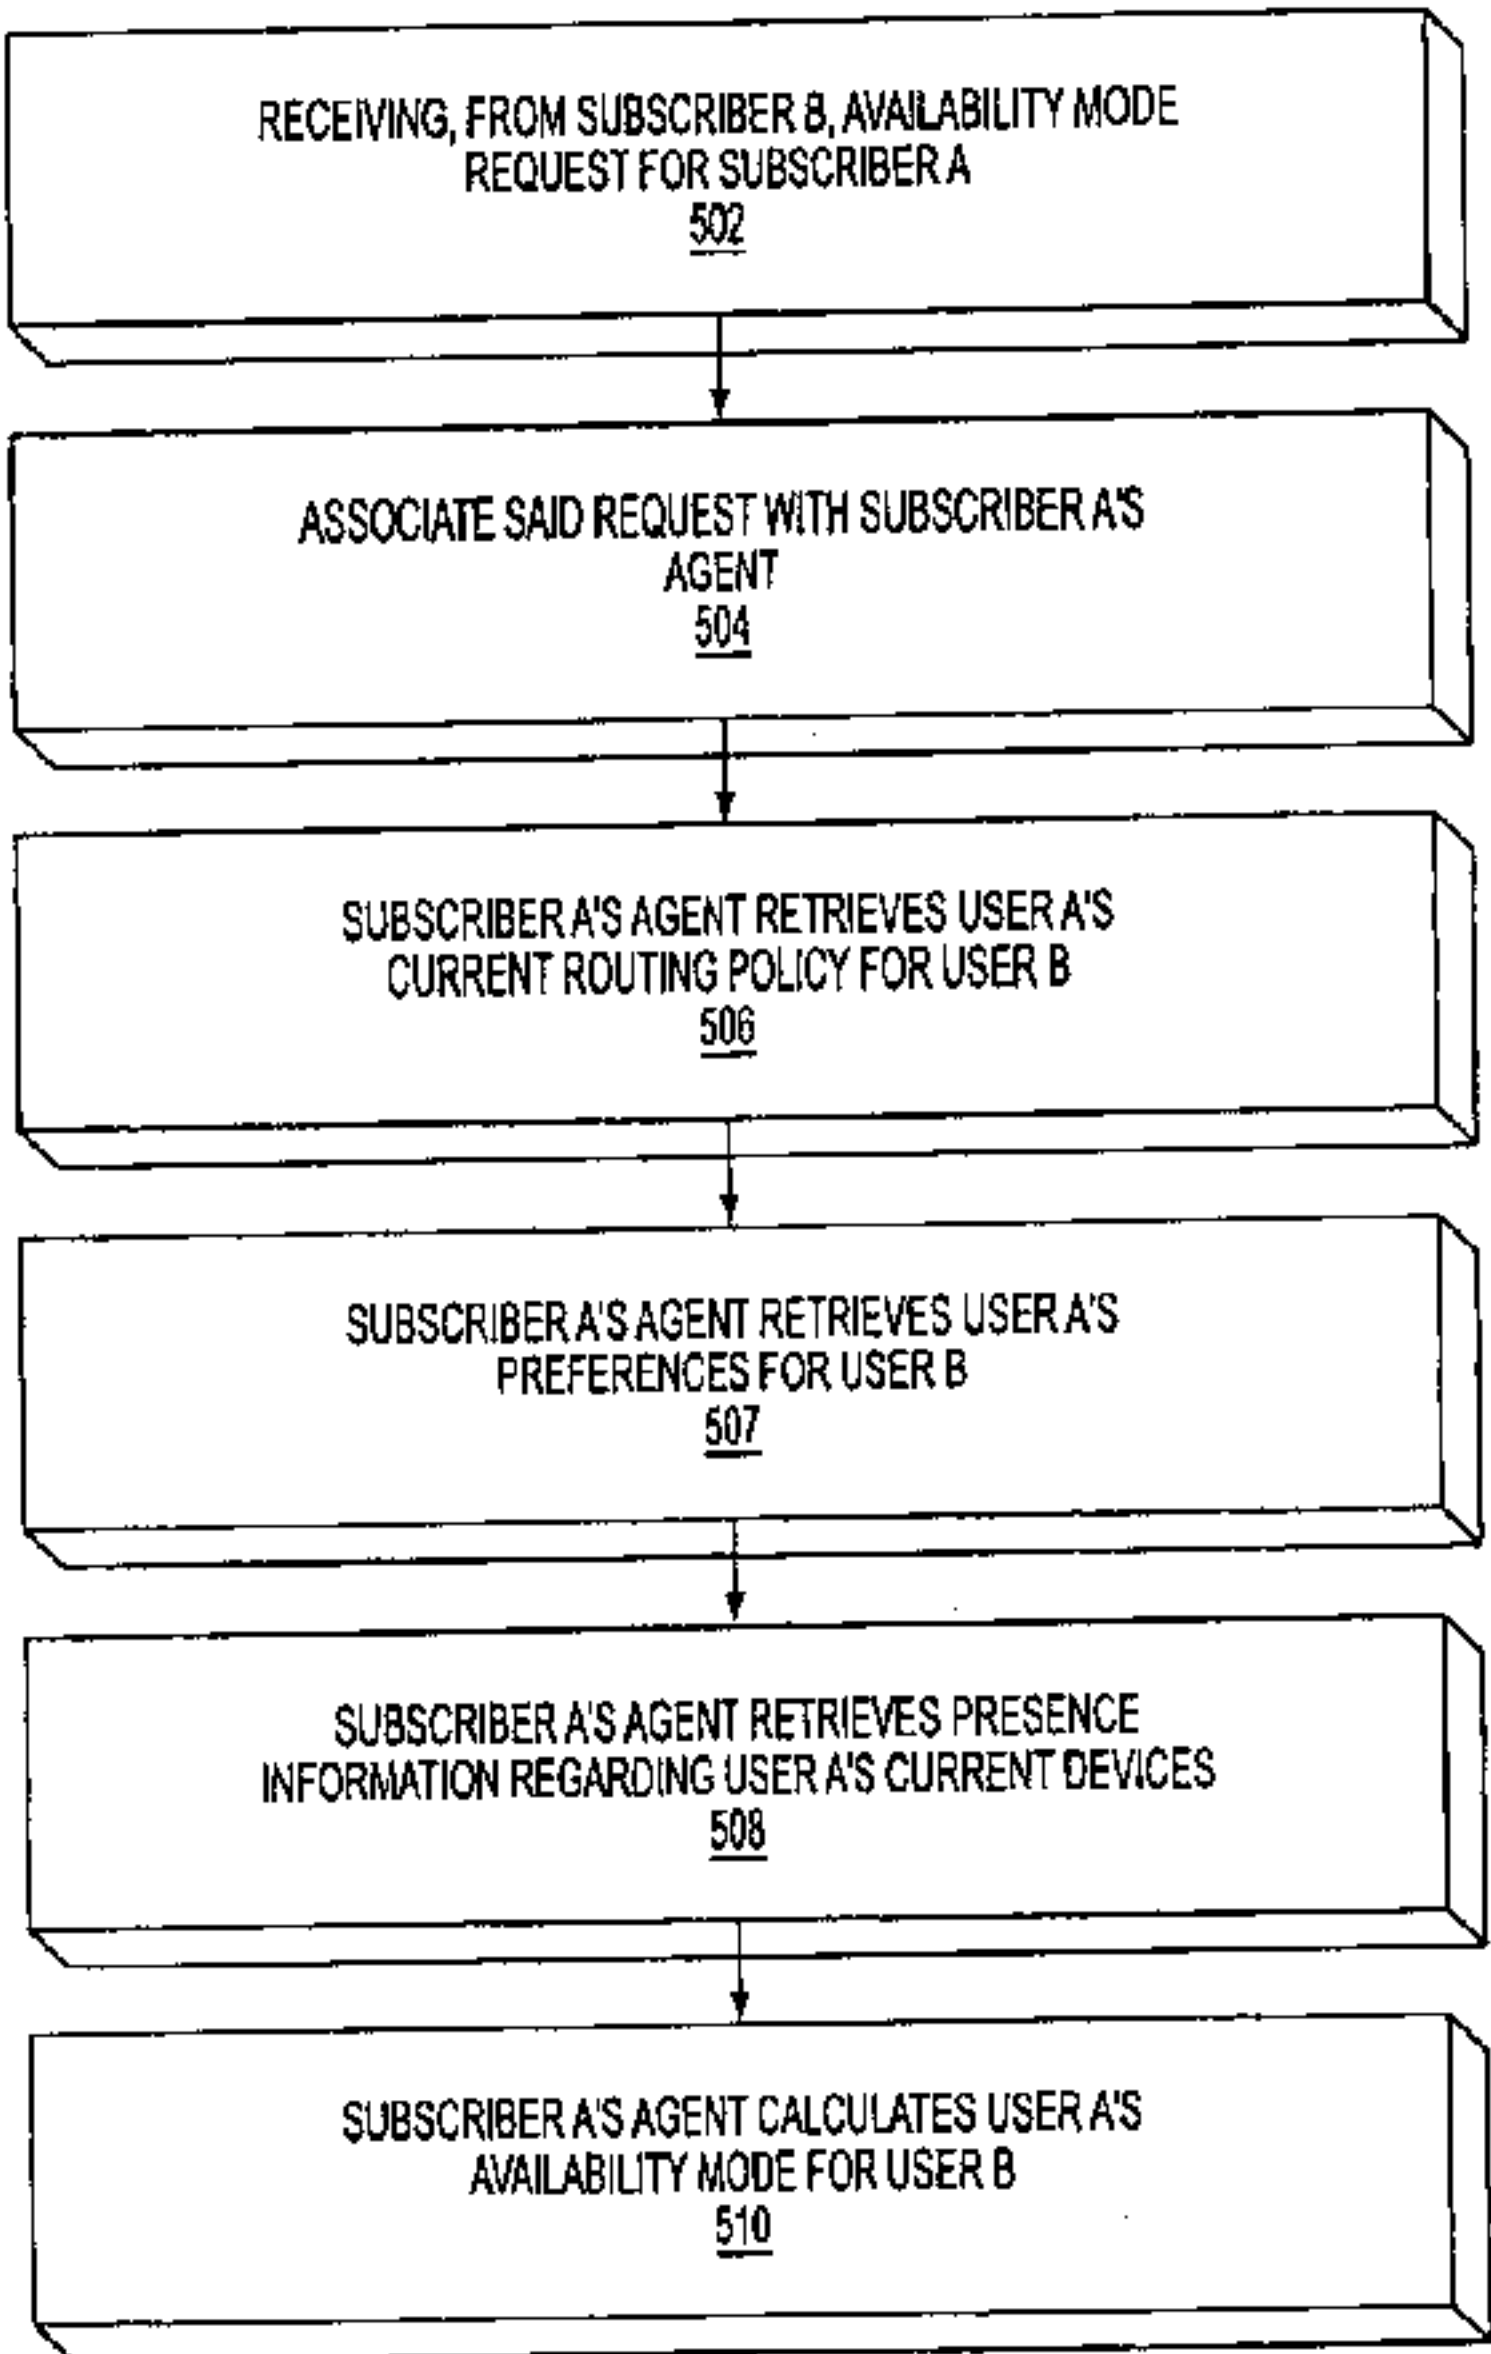 RECEIVING, FROM SUBSCRIBER B, AVAILABILITY MODE
REQUEST FOR SUBSCRIBER A
502
ASSOCIATE SAID REQUEST WITH SUBSCRIBER A'S
AGENT
504
SUBSCRIBER A'S AGENT RETRIEVES USER A'S
CURRENT ROUTING POLICY FOR USER B
506
SUBSCRIBER A'S AGENT RETRIEVES USER A'S
PREFERENCES FOR USER B
507
SUBSCRIBER A'S AGENT RETRIEVES PRESENCE
INFORMATION REGARDING USER A'S CURRENT DEVICES
508
SUBSCRIBER A'S AGENT CALCULATES USER A'S
AVAILABILITY MODE FOR USER B
510